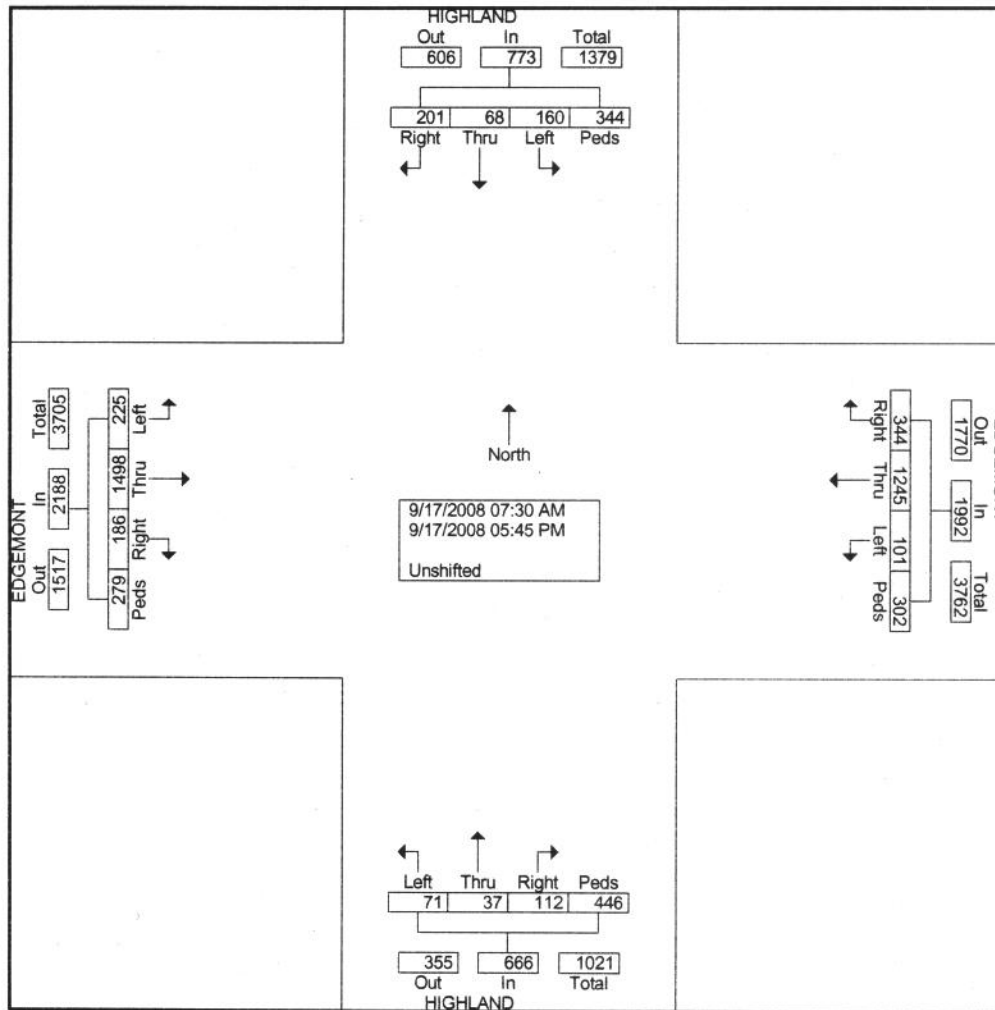 HIGHLAND
Out In Total
606 773 1379
201 68 160 344
Right Thru Left Peds
EDGEMONT
Total In Out
3705 2188 1517
225 1498 186 279
Left Thru Right Peds
North
9/17/2008 07:30 AM
9/17/2008 05:45 PM
Unshifted
Right Thru Left Peds
344 1245 101 302
Out In Total
1770 1992 3762
Left Thru Right Peds
71 37 112 446
355 666 1021
Out In Total
HIGHLAND